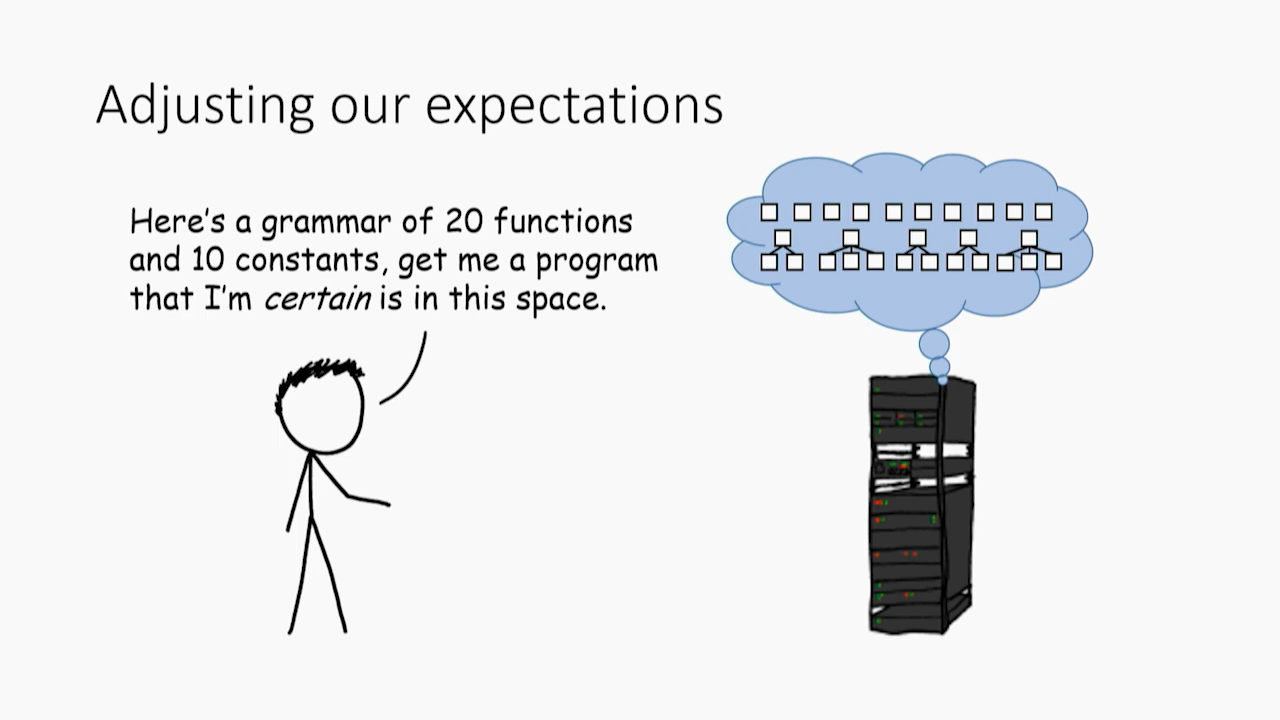 Adjusting our expectations
Here's a grammar of 20 functions
and 10 constants, get me a program
that I'm certain is in this space.